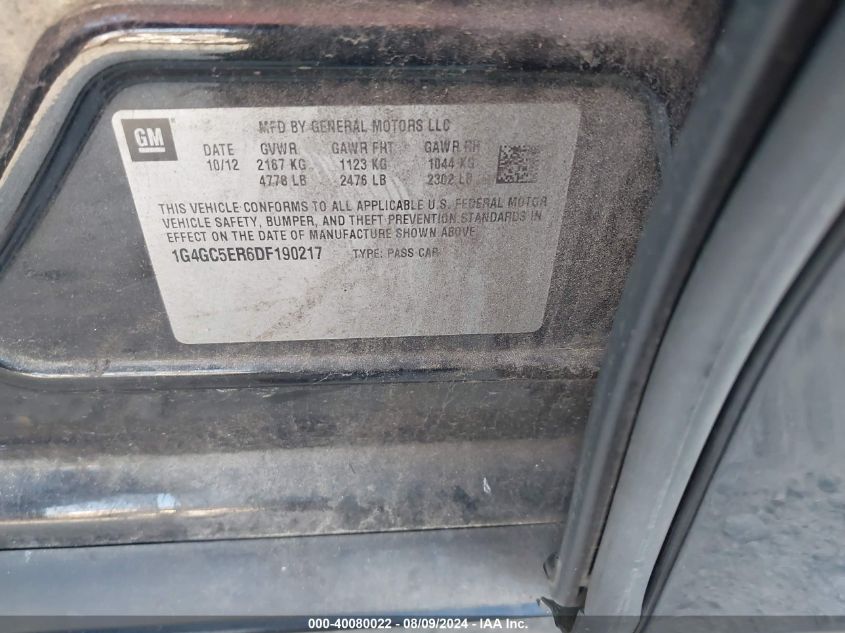 GM
MFD BY GENERAL MOTORS LLC
DATE GVWR GAWR FRT GAWR RR
10/12 2167 KG 1123 KG 1044 KG
4778 LB 2476 LB 2302 LB
THIS VEHICLE CONFORMS TO ALL APPLICABLE U.S. FEDERAL MOTOR
VEHICLE SAFETY, BUMPER, AND THEFT PREVENTION STANDARDS IN
EFFECT ON THE DATE OF MANUFACTURE SHOWN ABOVE.
1G4GC5ER6DF190217 TYPE: PASS CAR
000-40080022 - 08/09/2024 - IAA Inc.